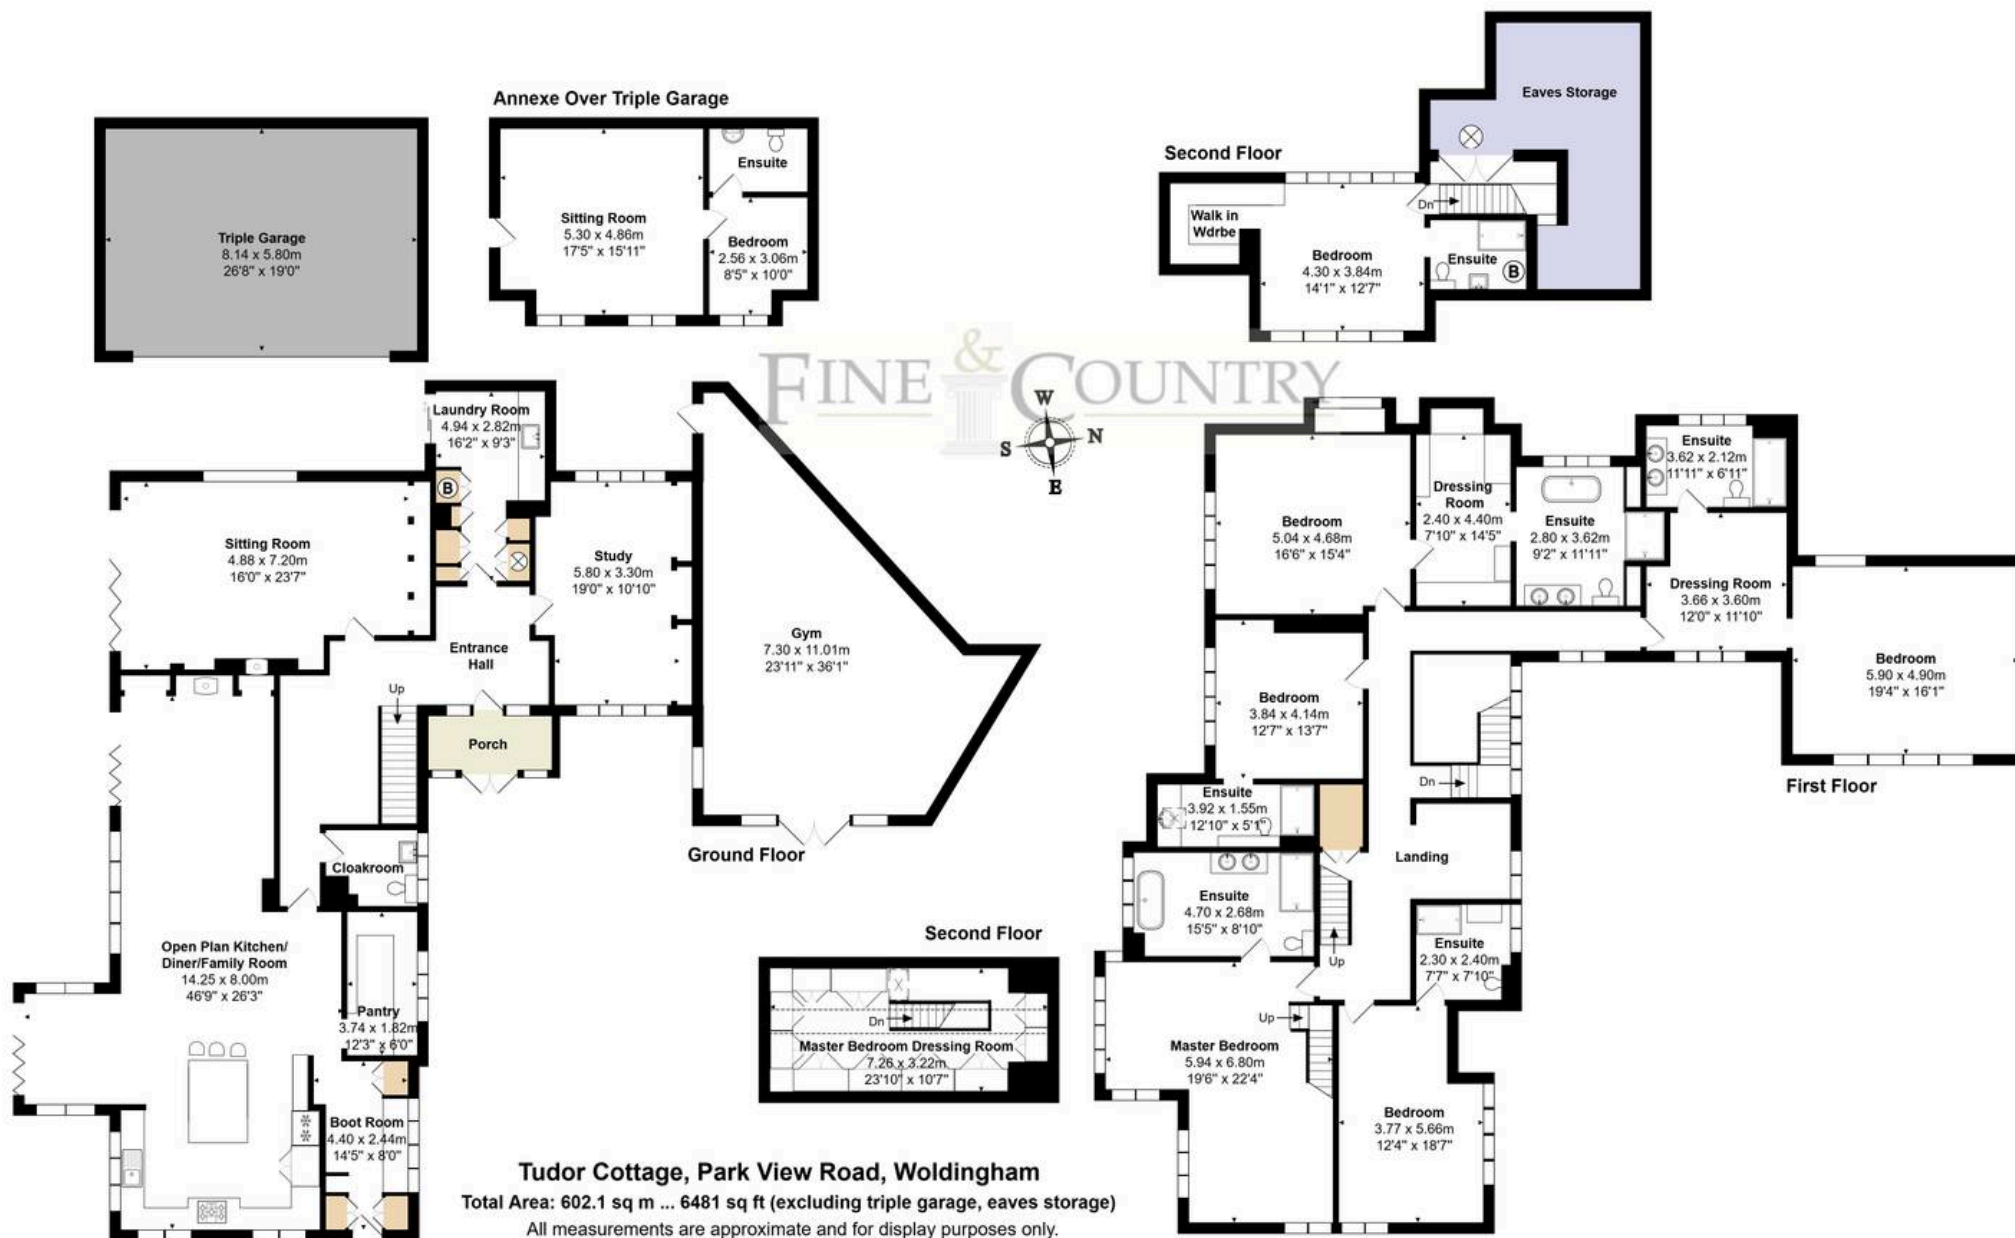 Annexe Over Triple Garage
Triple Garage
8.14 x 5.80m
26'8" x 19'0"
Sitting Room
5.30 x 4.86m
17'5" x 15'11"
Ensuite
Bedroom
2.56 x 3.06m
8'5" x 10'0"
Second Floor
Eaves Storage
Walk in
Wdrbe
Dn
Bedroom
4.30 x 3.84m
14'1" x 12'7"
Ensuite
B
FINE & COUNTRY
W
N
S
E
Laundry Room
4.94 x 2.82m
16'2" x 9'3"
B
Sitting Room
4.88 x 7.20m
16'0" x 23'7"
Study
5.80 x 3.30m
19'0" x 10'10"
Entrance
Hall
Up
Porch
Gym
7.30 x 11.01m
23'11" x 36'1"
Ground Floor
Cloakroom
Open Plan Kitchen/
Diner/Family Room
14.25 x 8.00m
46'9" x 26'3"
Pantry
3.74 x 1.82m
12'3" x 6'0"
Boot Room
4.40 x 2.44m
14'5" x 8'0"
Second Floor
Dn
Master Bedroom Dressing Room
7.26 x 3.22m
23'10" x 10'7"
Bedroom
5.04 x 4.68m
16'6" x 15'4"
Dressing
Room
2.40 x 4.40m
7'10" x 14'5"
Ensuite
2.80 x 3.62m
9'2" x 11'11"
Ensuite
3.62 x 2.12m
11'11" x 6'11"
Dressing Room
3.66 x 3.60m
12'0" x 11'10"
Bedroom
5.90 x 4.90m
19'4" x 16'1"
Bedroom
3.84 x 4.14m
12'7" x 13'7"
Dn
First Floor
Ensuite
3.92 x 1.55m
12'10" x 5'1"
Landing
Ensuite
4.70 x 2.68m
15'5" x 8'10"
Up
Ensuite
2.30 x 2.40m
7'7" x 7'10"
Up
Master Bedroom
5.94 x 6.80m
19'6" x 22'4"
Bedroom
3.77 x 5.66m
12'4" x 18'7"
Tudor Cottage, Park View Road, Woldingham
Total Area: 602.1 sq m ... 6481 sq ft (excluding triple garage, eaves storage)
All measurements are approximate and for display purposes only.